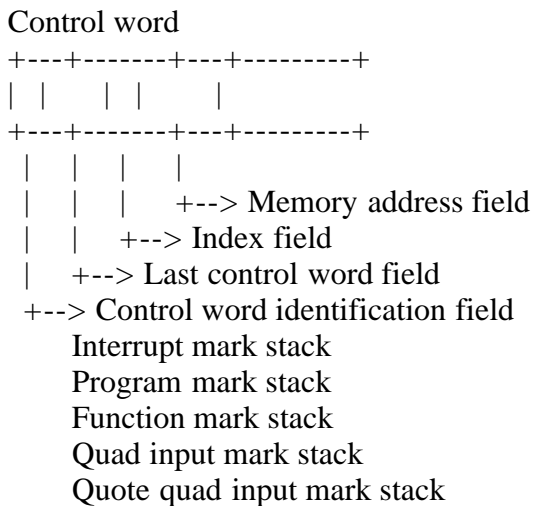 Control word
+---+-------+---+---------+
| | | | |
+---+-------+---+---------+
| | | |
| | | +--> Memory address field
| | +--> Index field
| +--> Last control word field
+--> Control word identification field
Interrupt mark stack
Program mark stack
Function mark stack
Quad input mark stack
Quote quad input mark stack